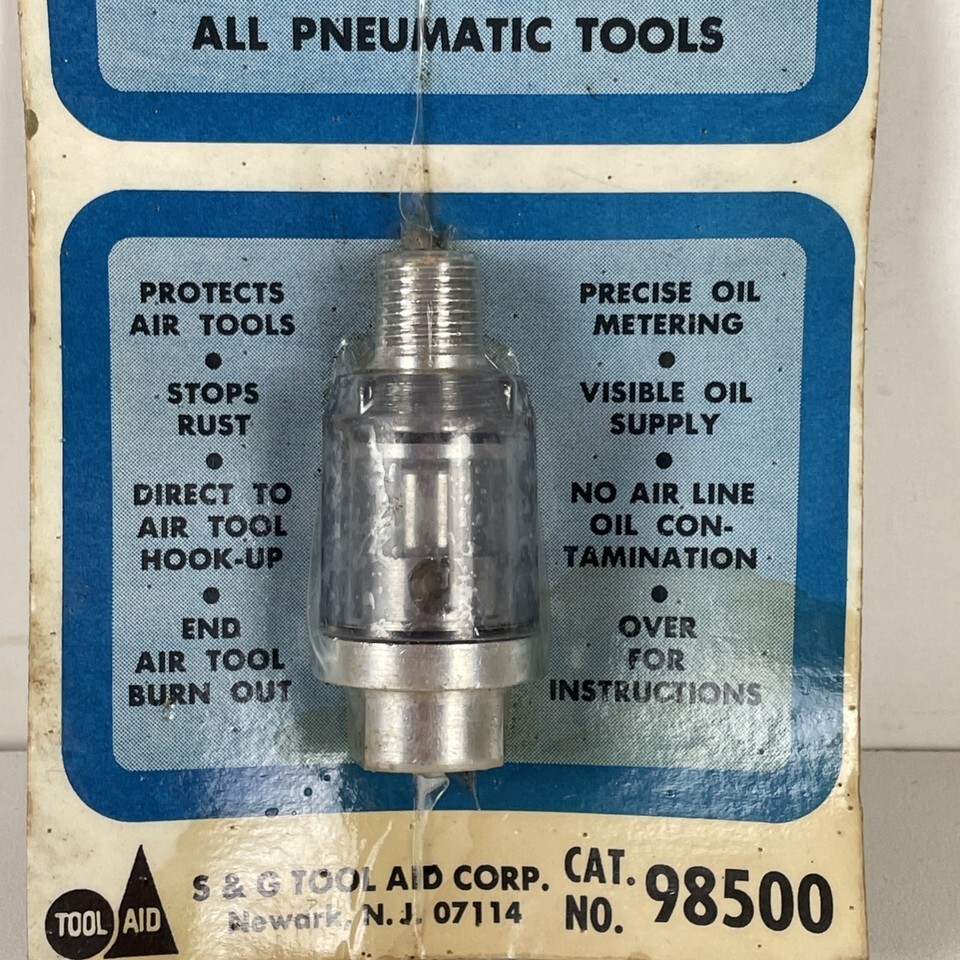 ALL PNEUMATIC TOOLS
PROTECTS
AIR TOOLS
STOPS
RUST
DIRECT TO
AIR TOOL
HOOK-UP
END
AIR TOOL
BURN OUT
PRECISE OIL
METERING
VISIBLE OIL
SUPPLY
NO AIR LINE
OIL CON-
TAMINATION
OVER
FOR
INSTRUCTIONS
TOOL AID
S & G TOOL AID CORP.
Newark, N.J. 07114
CAT.
NO. 98500